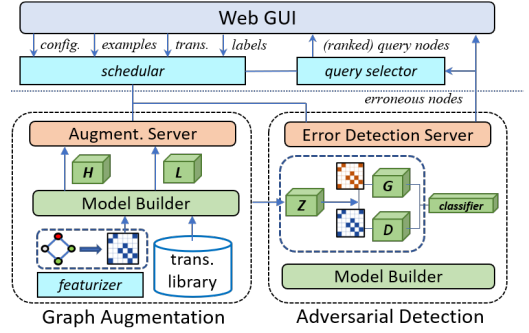 Web GUI
config. examples trans. labels (ranked) query nodes
schedular query selector
erroneous nodes
Augment. Server Error Detection Server
H L
Model Builder
Z G
D
classifier
trans.
library
featurizer
Model Builder
Graph Augmentation Adversarial Detection